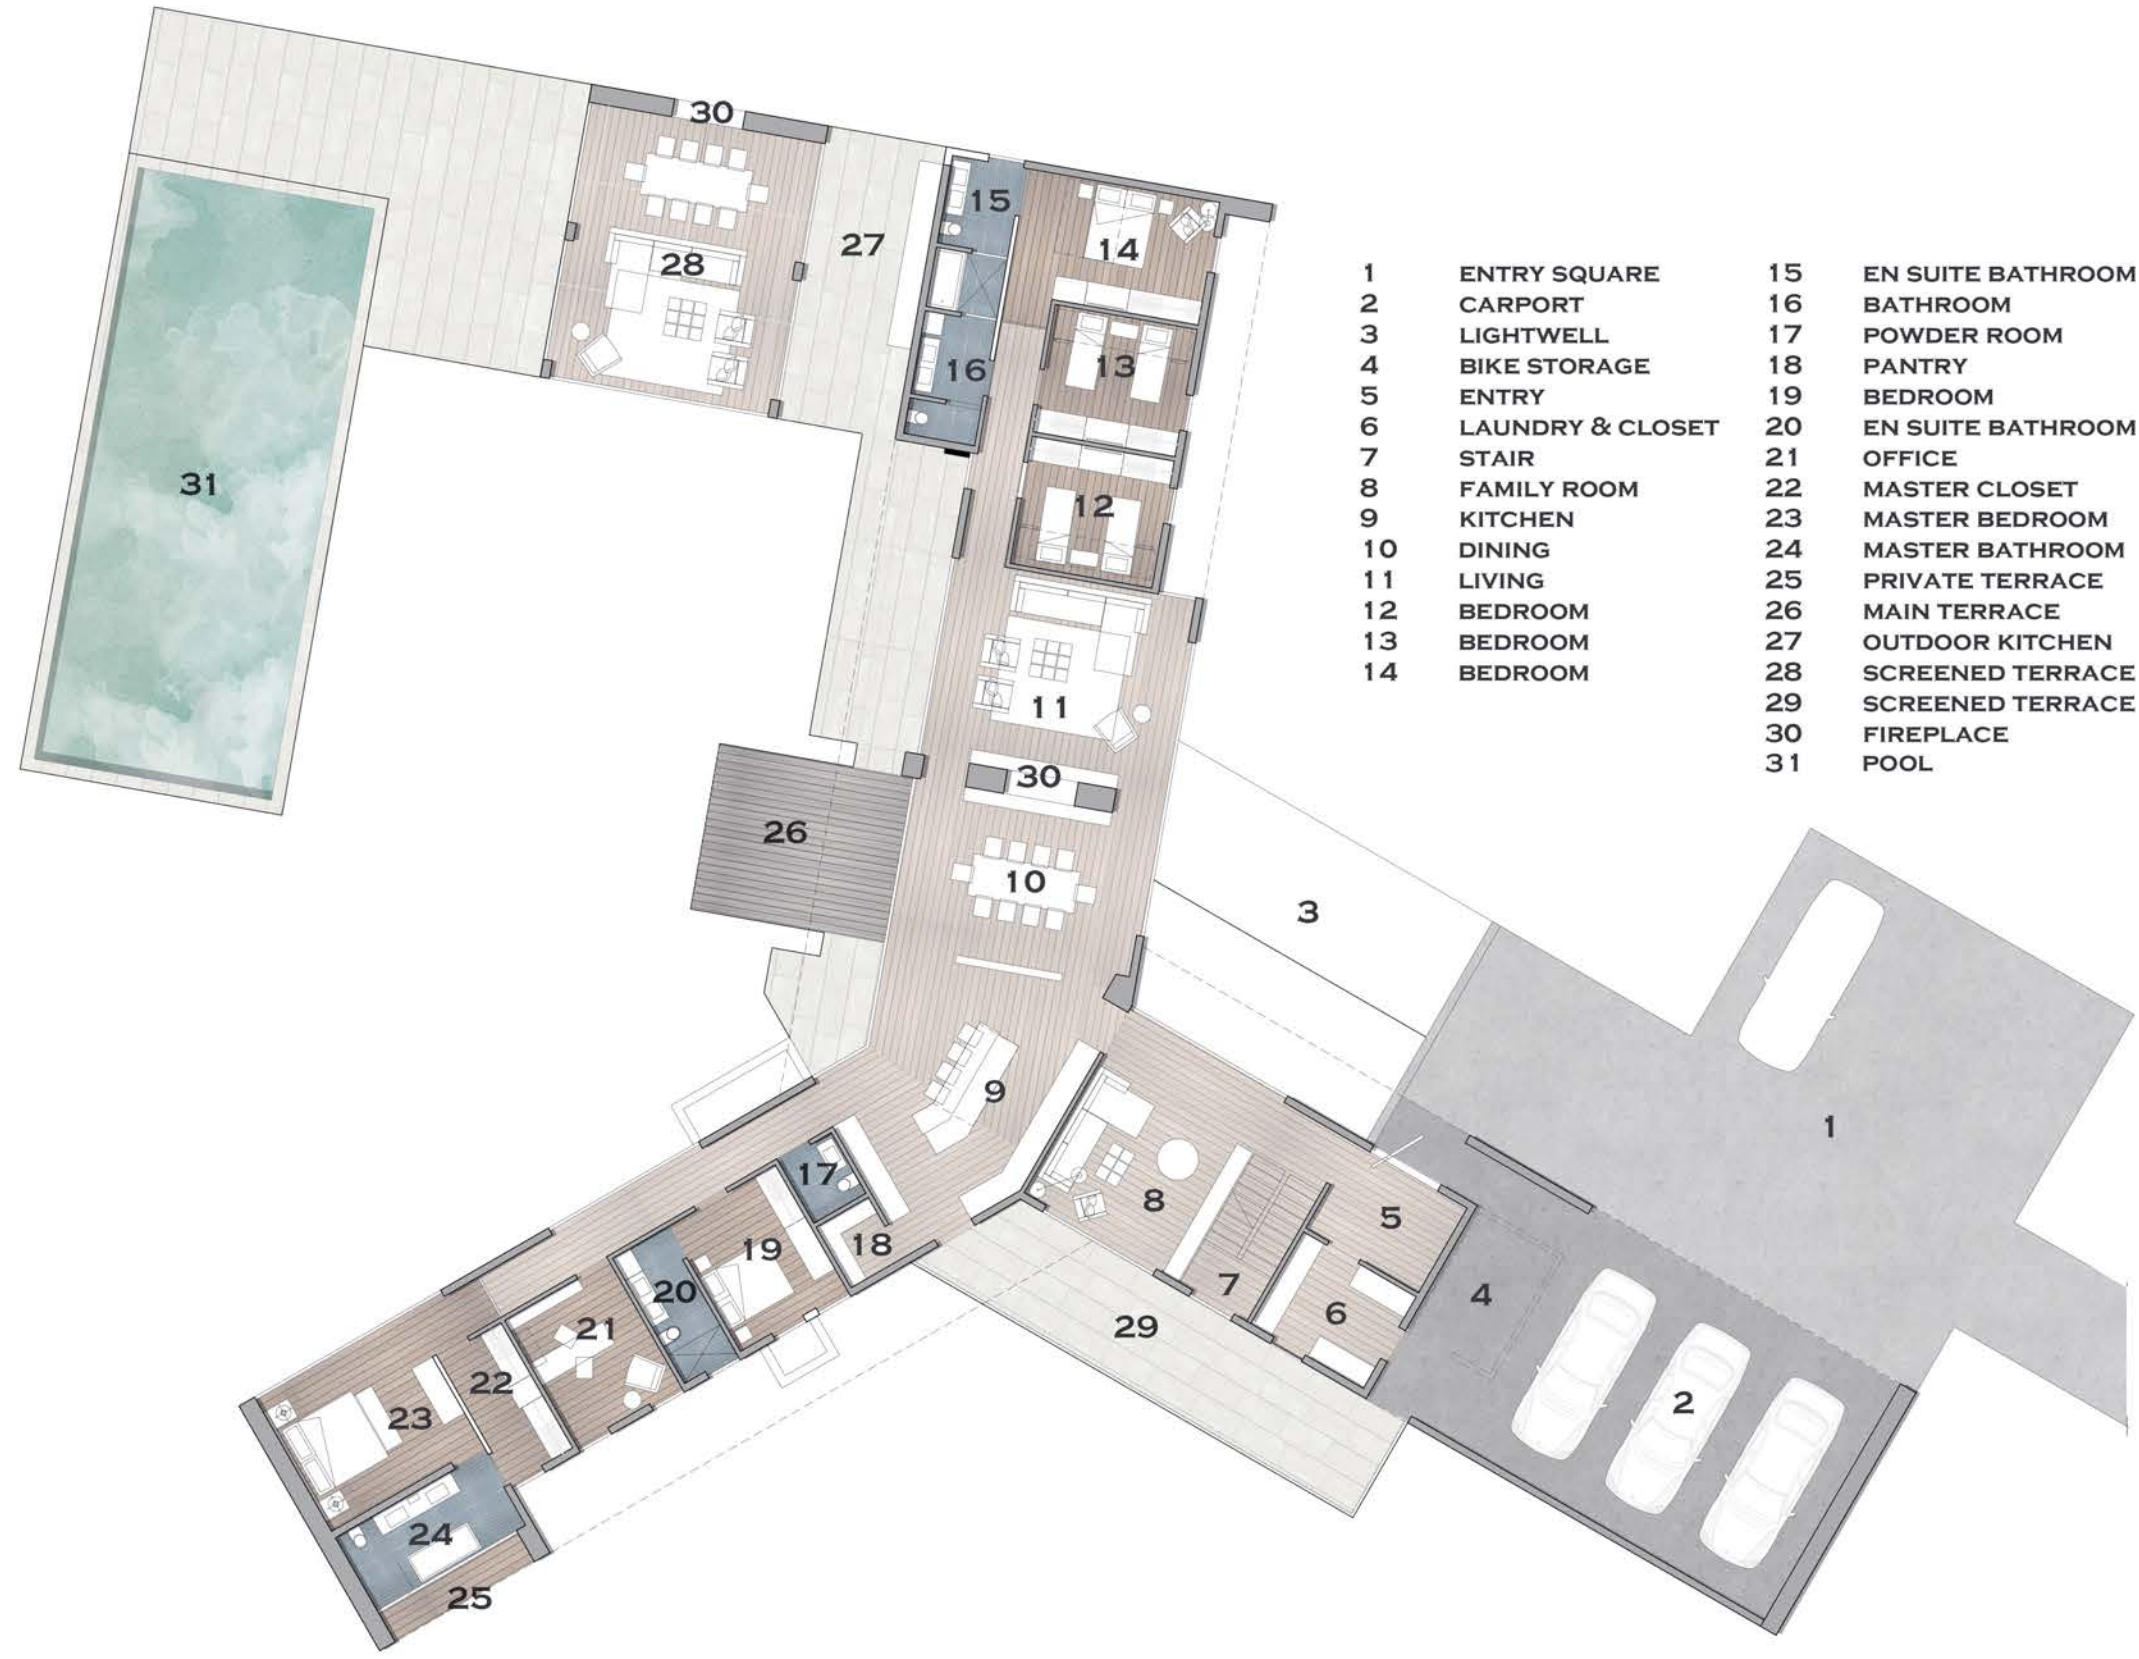 30
15
27
14
28
13
16
31
12
11
30
26
10
3
9
1
17
8
5
19
18
7
4
20
6
21
29
22
23
2
24
25
1 ENTRY SQUARE
2 CARPORT
3 LIGHTWELL
4 BIKE STORAGE
5 ENTRY
6 LAUNDRY & CLOSET
7 STAIR
8 FAMILY ROOM
9 KITCHEN
10 DINING
11 LIVING
12 BEDROOM
13 BEDROOM
14 BEDROOM
15 EN SUITE BATHROOM
16 BATHROOM
17 POWDER ROOM
18 PANTRY
19 BEDROOM
20 EN SUITE BATHROOM
21 OFFICE
22 MASTER CLOSET
23 MASTER BEDROOM
24 MASTER BATHROOM
25 PRIVATE TERRACE
26 MAIN TERRACE
27 OUTDOOR KITCHEN
28 SCREENED TERRACE
29 SCREENED TERRACE
30 FIREPLACE
31 POOL